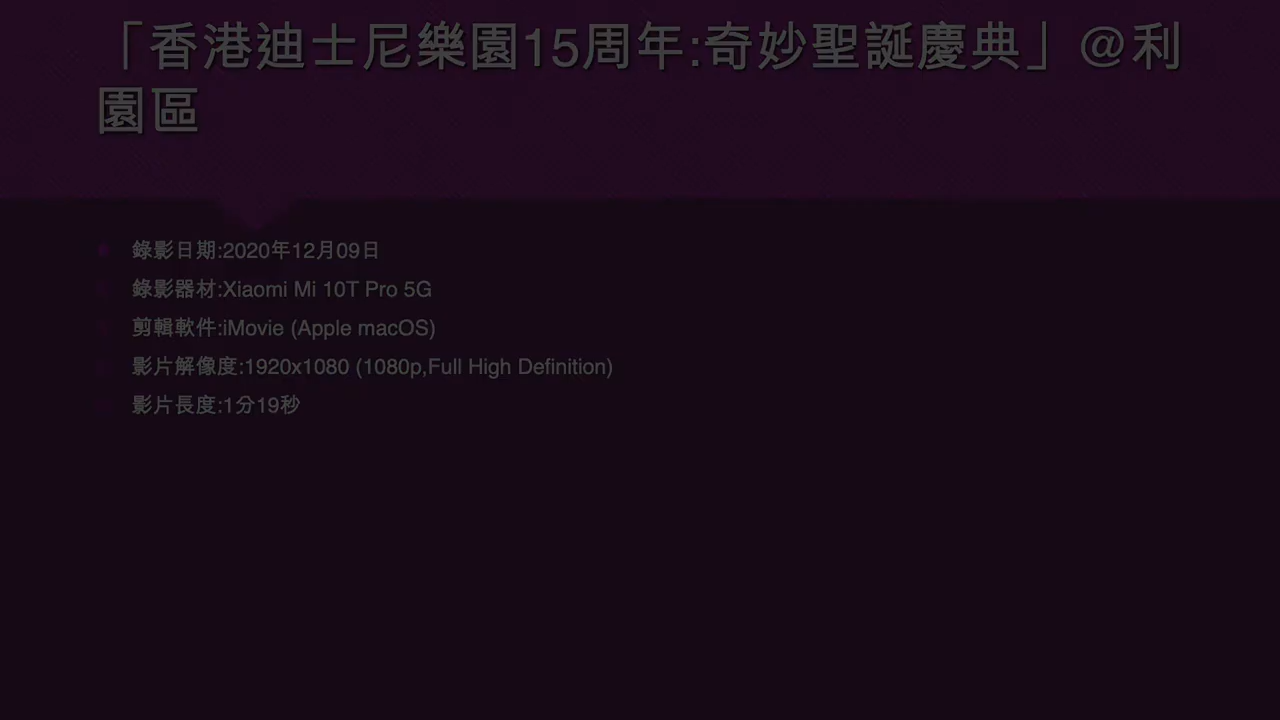 「香港迪士尼樂園15周年:奇妙聖誕慶典」@利
園區
錄影日期:2020年12月09日
錄影器材:Xiaomi Mi 10T Pro 5G
剪輯軟件:iMovie (Apple macOS)
影片解像度:1920x1080 (1080p,Full High Definition)
影片長度:1分19秒